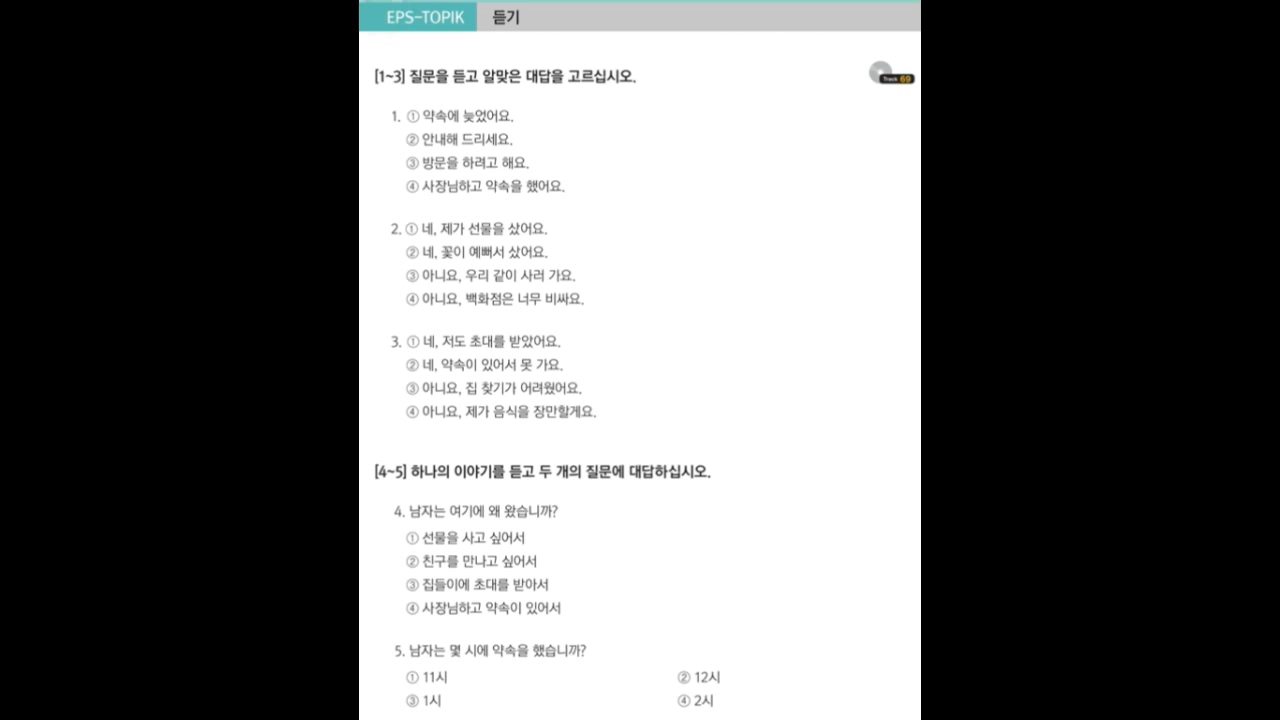 EPS-TOPIK 듣기
[1~3] 질문을 듣고 알맞은 대답을 고르십시오.
Track 69
1. ① 약속에 늦었어요.
② 안내해 드리세요.
③ 방문을 하려고 해요.
④ 사장님하고 약속을 했어요.
2. ① 네, 제가 선물을 샀어요.
② 네, 꽃이 예뻐서 샀어요.
③ 아니요, 우리 같이 사러 가요.
④ 아니요, 백화점은 너무 비싸요.
3. ① 네, 저도 초대를 받았어요.
② 네, 약속이 있어서 못 가요.
③ 아니요, 집 찾기가 어려웠어요.
④ 아니요, 제가 음식을 장만할게요.
[4~5] 하나의 이야기를 듣고 두 개의 질문에 대답하십시오.
4. 남자는 여기에 왜 왔습니까?
① 선물을 사고 싶어서
② 친구를 만나고 싶어서
③ 집들이에 초대를 받아서
④ 사장님하고 약속이 있어서
5. 남자는 몇 시에 약속을 했습니까?
① 11시 ② 12시
③ 1시 ④ 2시